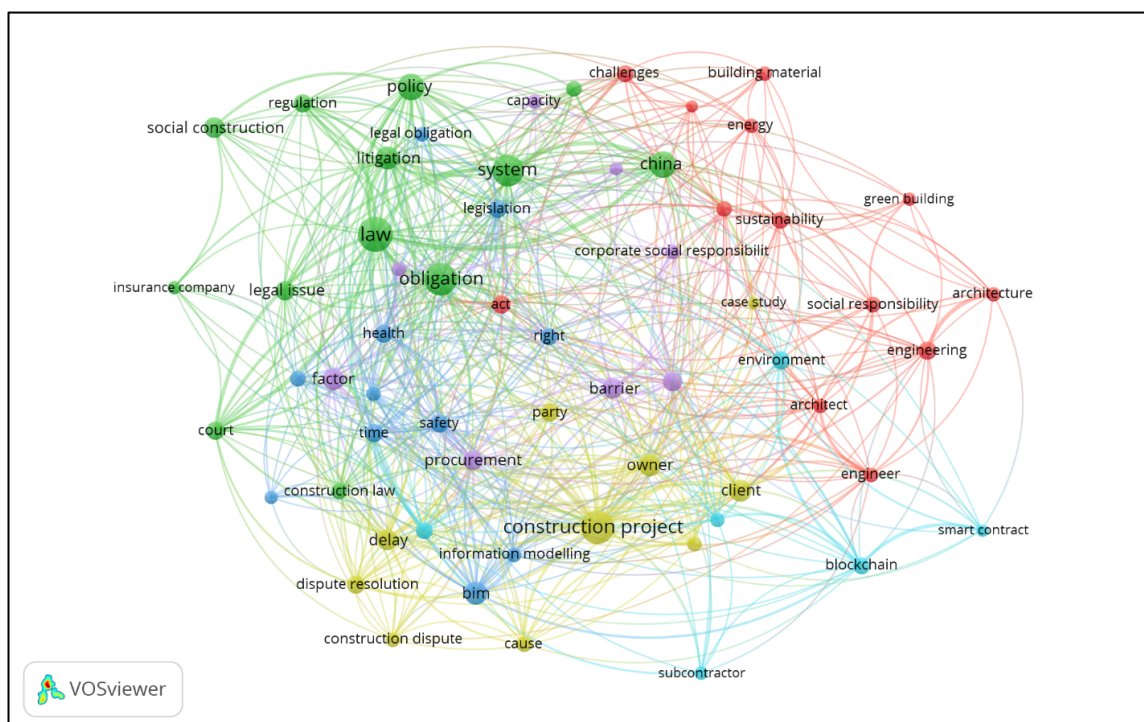 challenges
building material
policy
capacity
regulation
energy
social construction
legal obligation
litigation
system
china
green building
legislation
sustainability
law
corporate social responsibilit
obligation
insurance company
legal issue
act
case study
social responsibility
architecture
health
right
engineering
environment
factor
barrier
architect
party
court
time
safety
procurement
owner
engineer
construction law
client
construction project
smart contract
delay
information modelling
blockchain
dispute resolution
bim
construction dispute
cause
subcontractor
VOSviewer